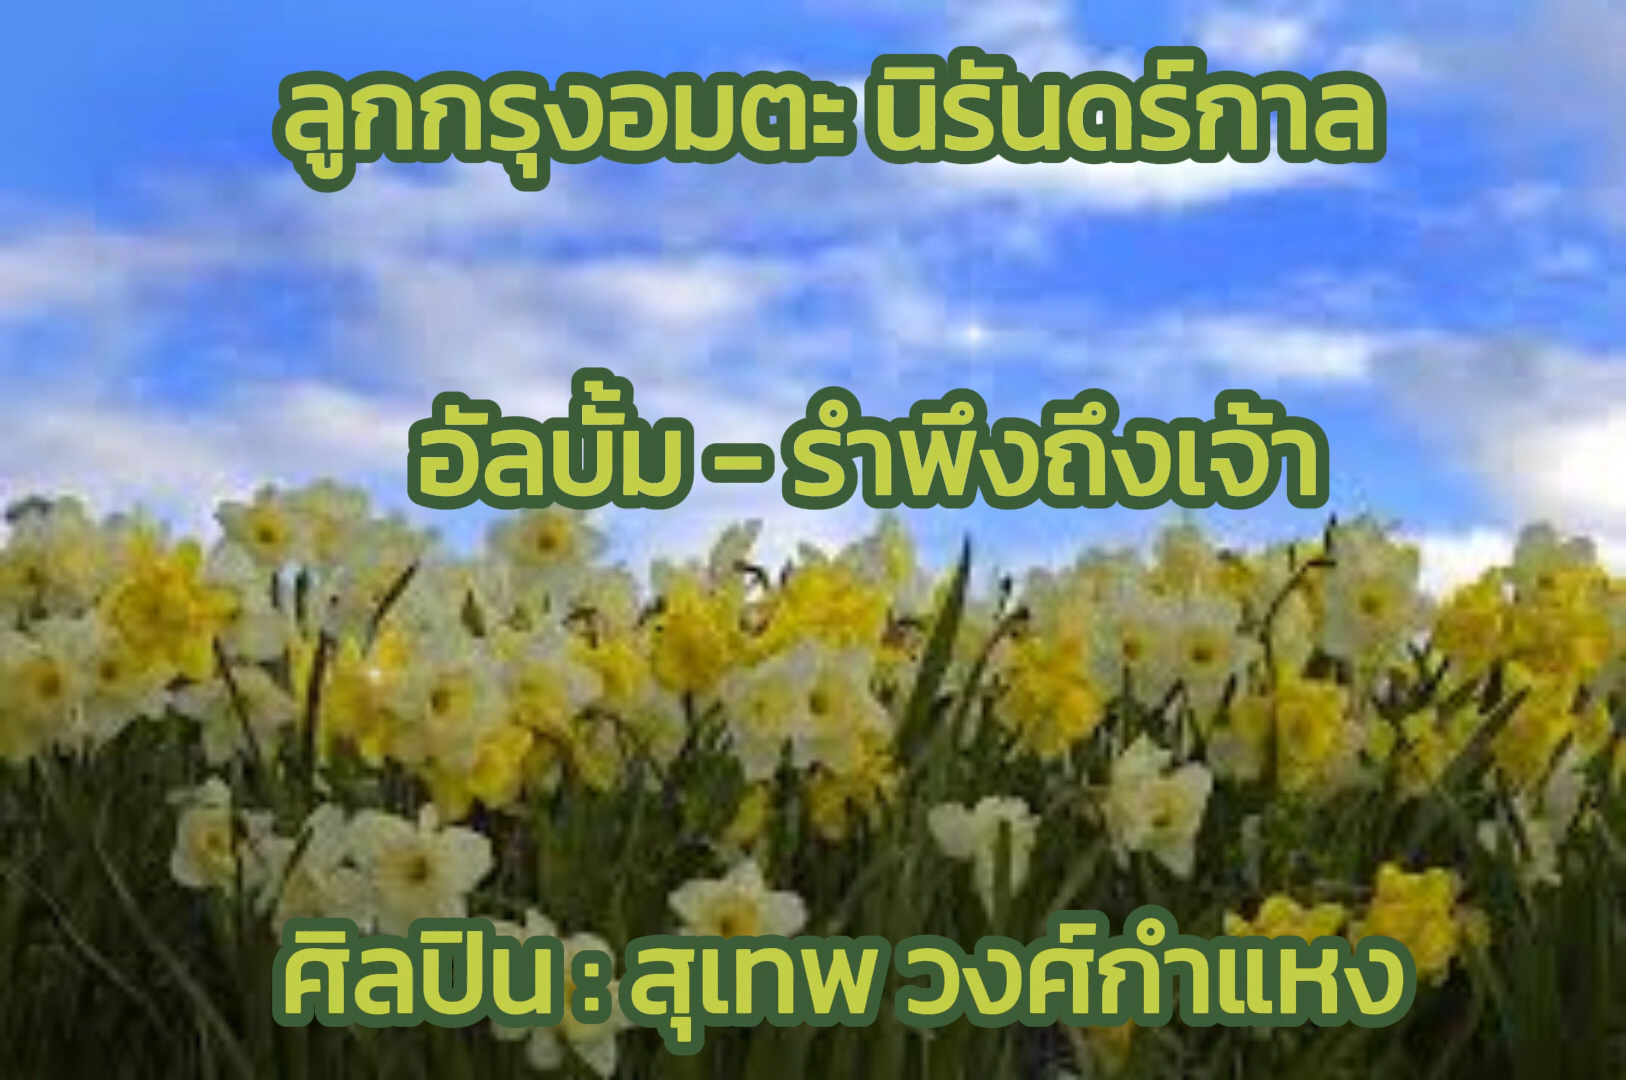 ลูกกรุงอมตะ นิรันดร์กาล
อัลบั้ม - รำพึงถึงเจ้า
ศิลปิน : สุเทพ วงศ์กำแหง